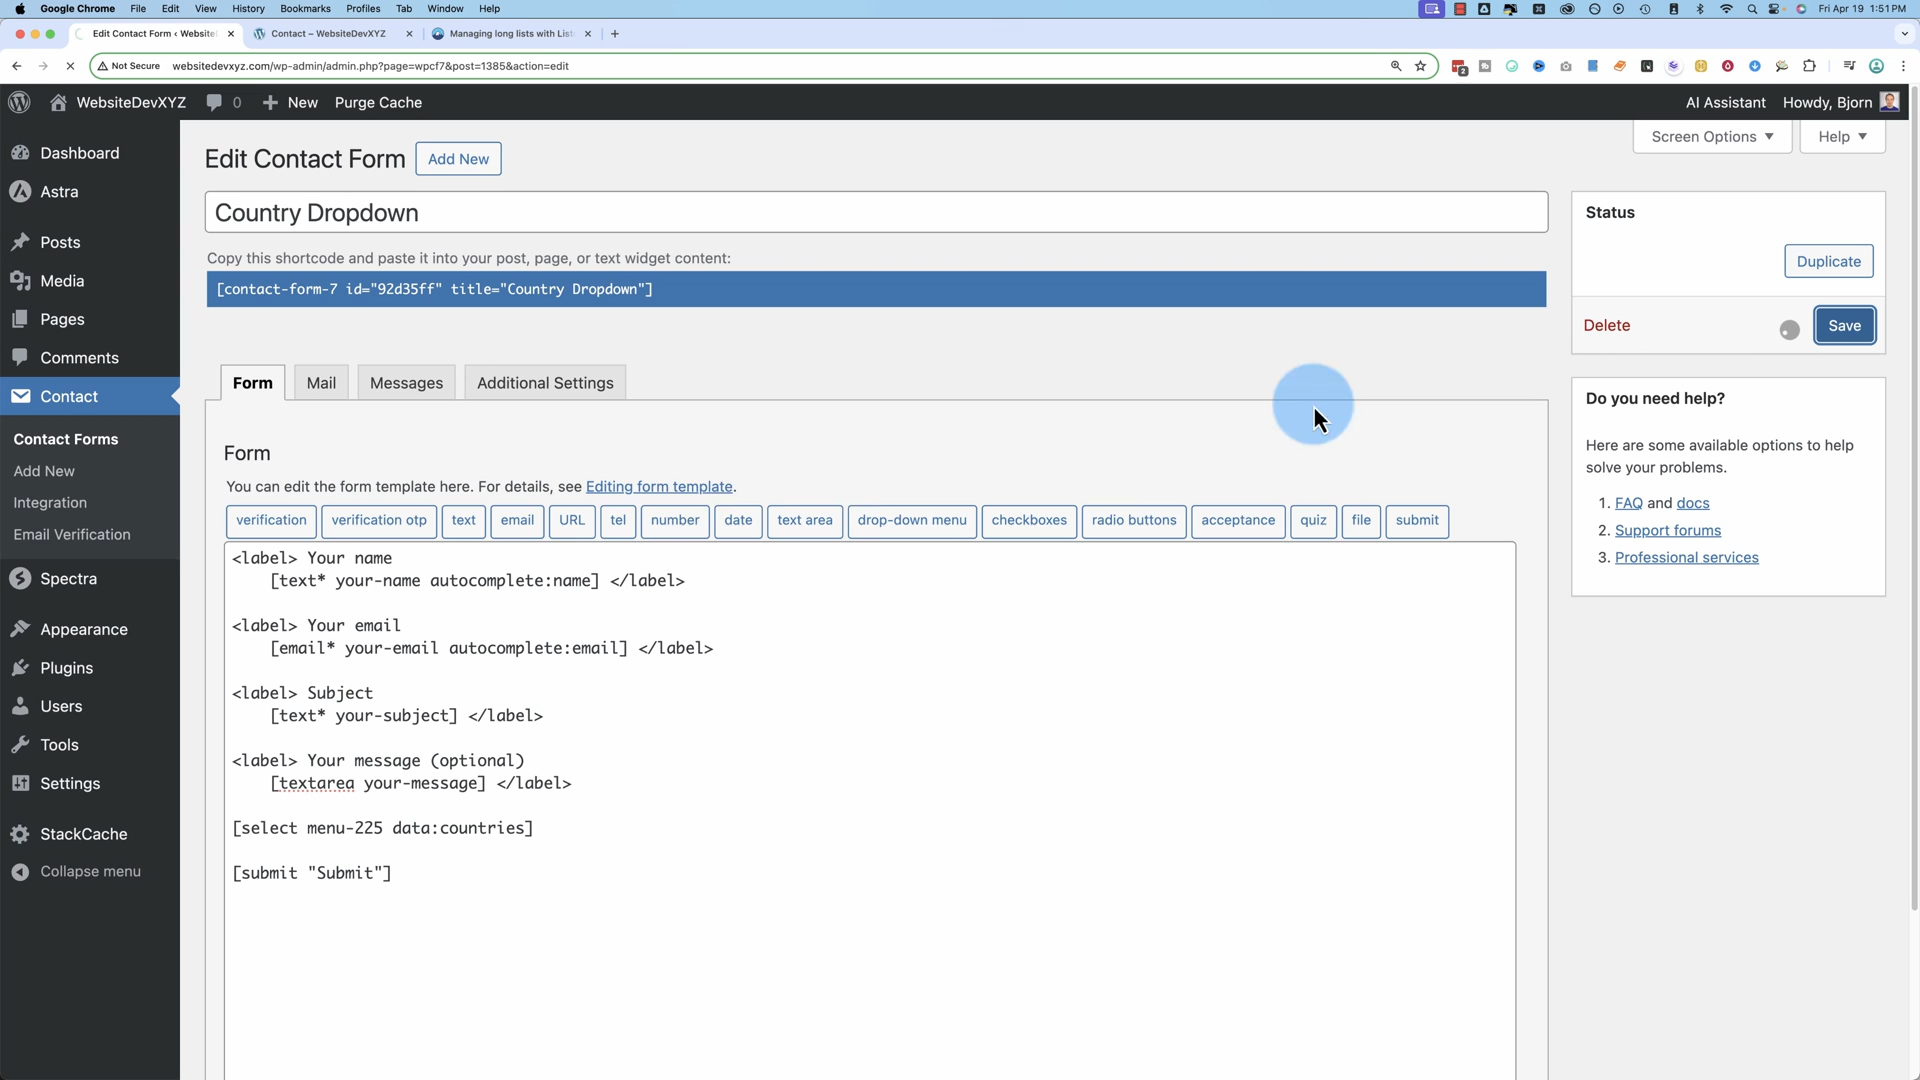 Google Chrome File Edit View History Bookmarks Profiles Tab Window Help Fri Apr 19 1:51PM
Edit Contact Form ‹ Website Contact – WebsiteDevXYZ Managing long lists with List
Not Secure websitedevxyz.com/wp-admin/admin.php?page=wpcf7&post=1385&action=edit 2
WebsiteDevXYZ 0 New Purge Cache AI Assistant Howdy, Bjorn
Screen Options Help
Dashboard
Astra
Posts
Media
Pages
Comments
Contact
Contact Forms
Add New
Integration
Email Verification
Spectra
Appearance
Plugins
Users
Tools
Settings
StackCache
Collapse menu
Edit Contact Form Add New
Country Dropdown
Copy this shortcode and paste it into your post, page, or text widget content:
[contact-form-7 id="92d35ff" title="Country Dropdown"]
Form Mail Messages Additional Settings
Form
You can edit the form template here. For details, see Editing form template.
verification verification otp text email URL tel number date text area drop-down menu checkboxes radio buttons acceptance quiz file submit
<label> Your name
[text* your-name autocomplete:name] </label>
<label> Your email
[email* your-email autocomplete:email] </label>
<label> Subject
[text* your-subject] </label>
<label> Your message (optional)
[textarea your-message] </label>
[select menu-225 data:countries]
[submit "Submit"]
Status
Duplicate
Delete Save
Do you need help?
Here are some available options to help
solve your problems.
1. FAQ and docs
2. Support forums
3. Professional services